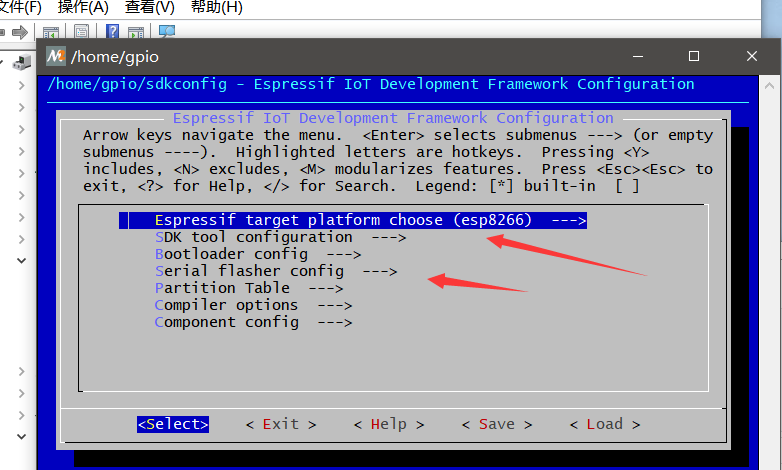 文件(F) 操作(A) 查看(V) 帮助(H)
/home/gpio
/home/gpio/sdkconfig - Espressif IoT Development Framework Configuration
Espressif IoT Development Framework Configuration
Arrow keys navigate the menu.  <Enter> selects submenus ---> (or empty
submenus ----).  Highlighted letters are hotkeys.  Pressing <Y>
includes, <N> excludes, <M> modularizes features.  Press <Esc><Esc> to
exit, <?> for Help, </> for Search.  Legend: [*] built-in  [ ]
Espressif target platform choose (esp8266)  --->
SDK tool configuration  --->
Bootloader config  --->
Serial flasher config  --->
Partition Table  --->
Compiler options  --->
Component config  --->
<Select>    < Exit >    < Help >    < Save >    < Load >